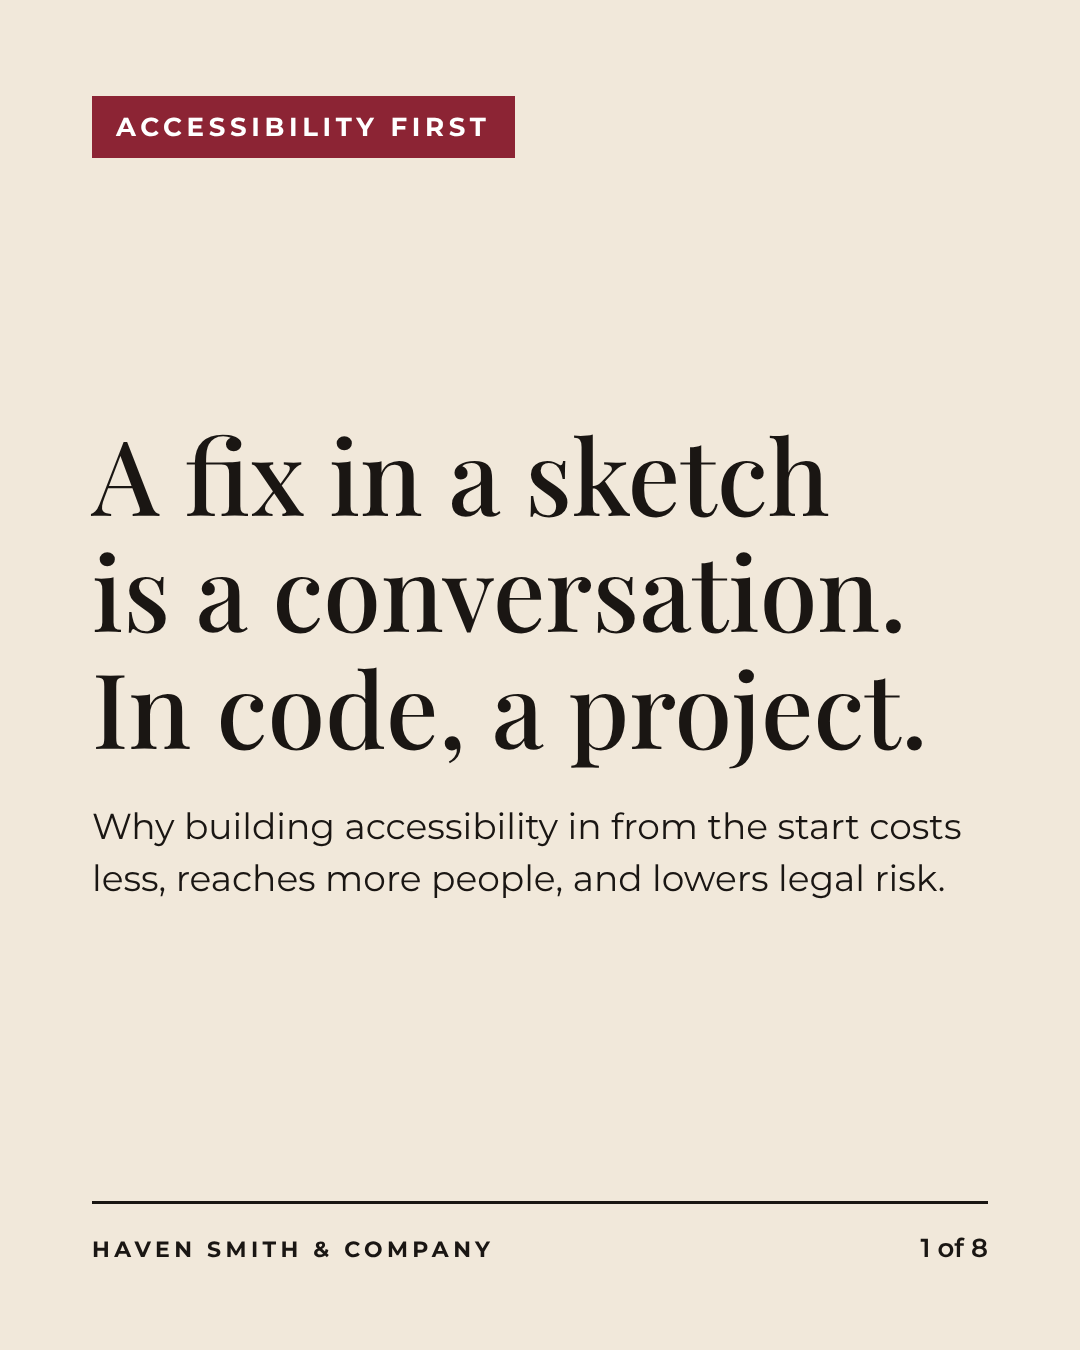 ACCESSIBILITY FIRST
A fix in a sketch
is a conversation.
In code, a project.
Why building accessibility in from the start costs
less, reaches more people, and lowers legal risk.
HAVEN SMITH & COMPANY
1 of 8